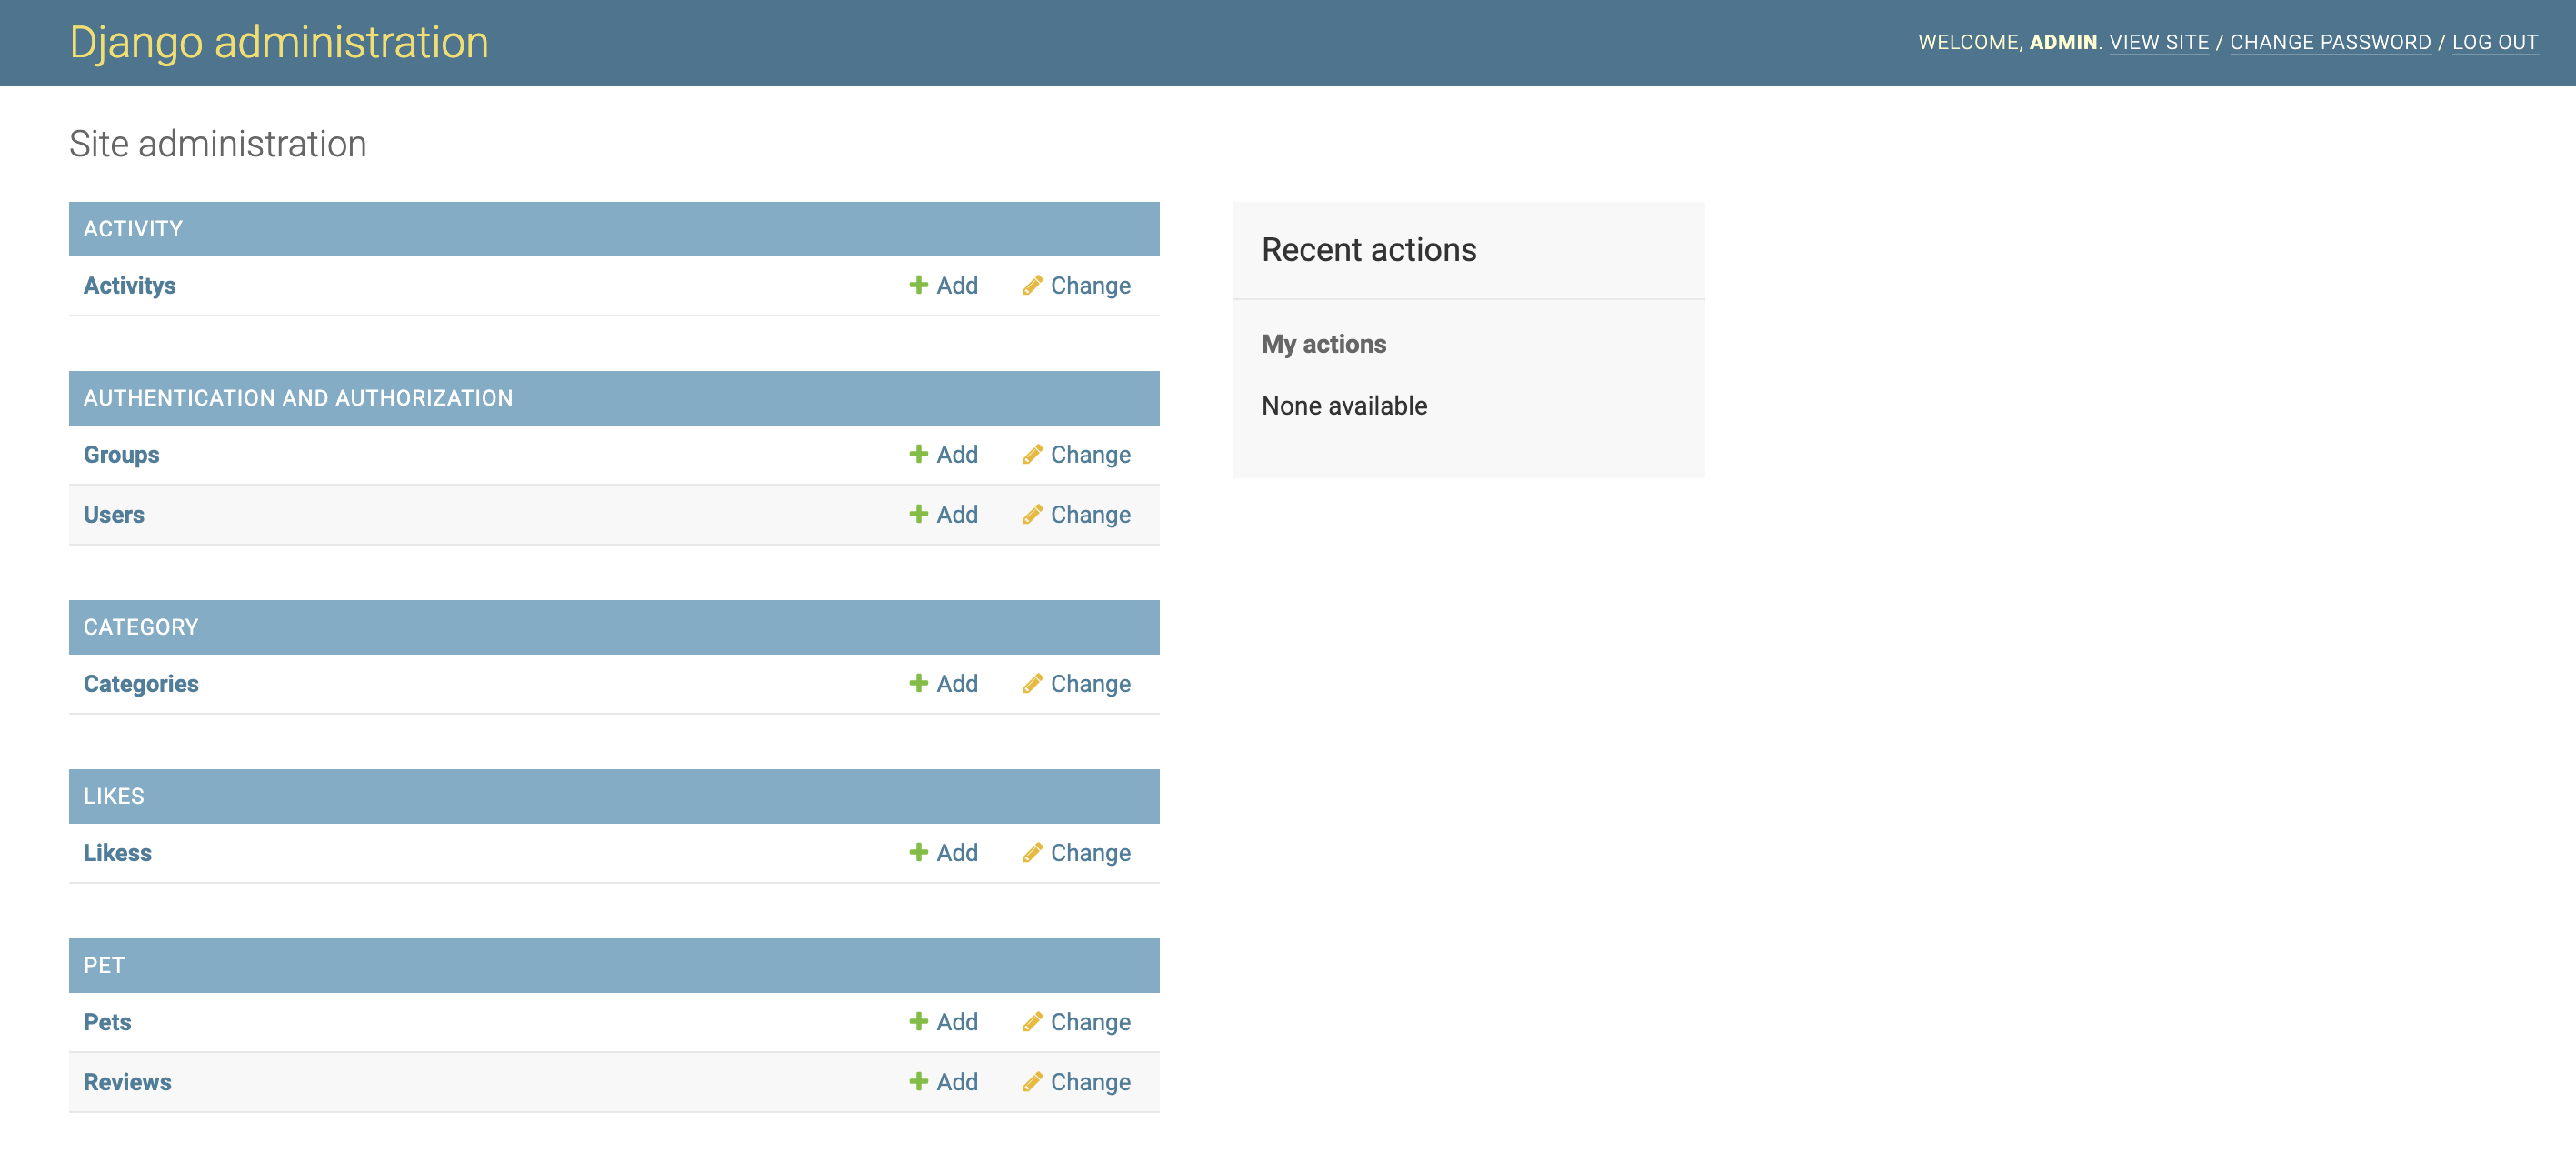 Django administration
WELCOME, ADMIN. VIEW SITE / CHANGE PASSWORD / LOG OUT
Site administration
ACTIVITY
Activitys Add Change
AUTHENTICATION AND AUTHORIZATION
Groups Add Change
Users Add Change
CATEGORY
Categories Add Change
LIKES
Likess Add Change
PET
Pets Add Change
Reviews Add Change
Recent actions
My actions
None available